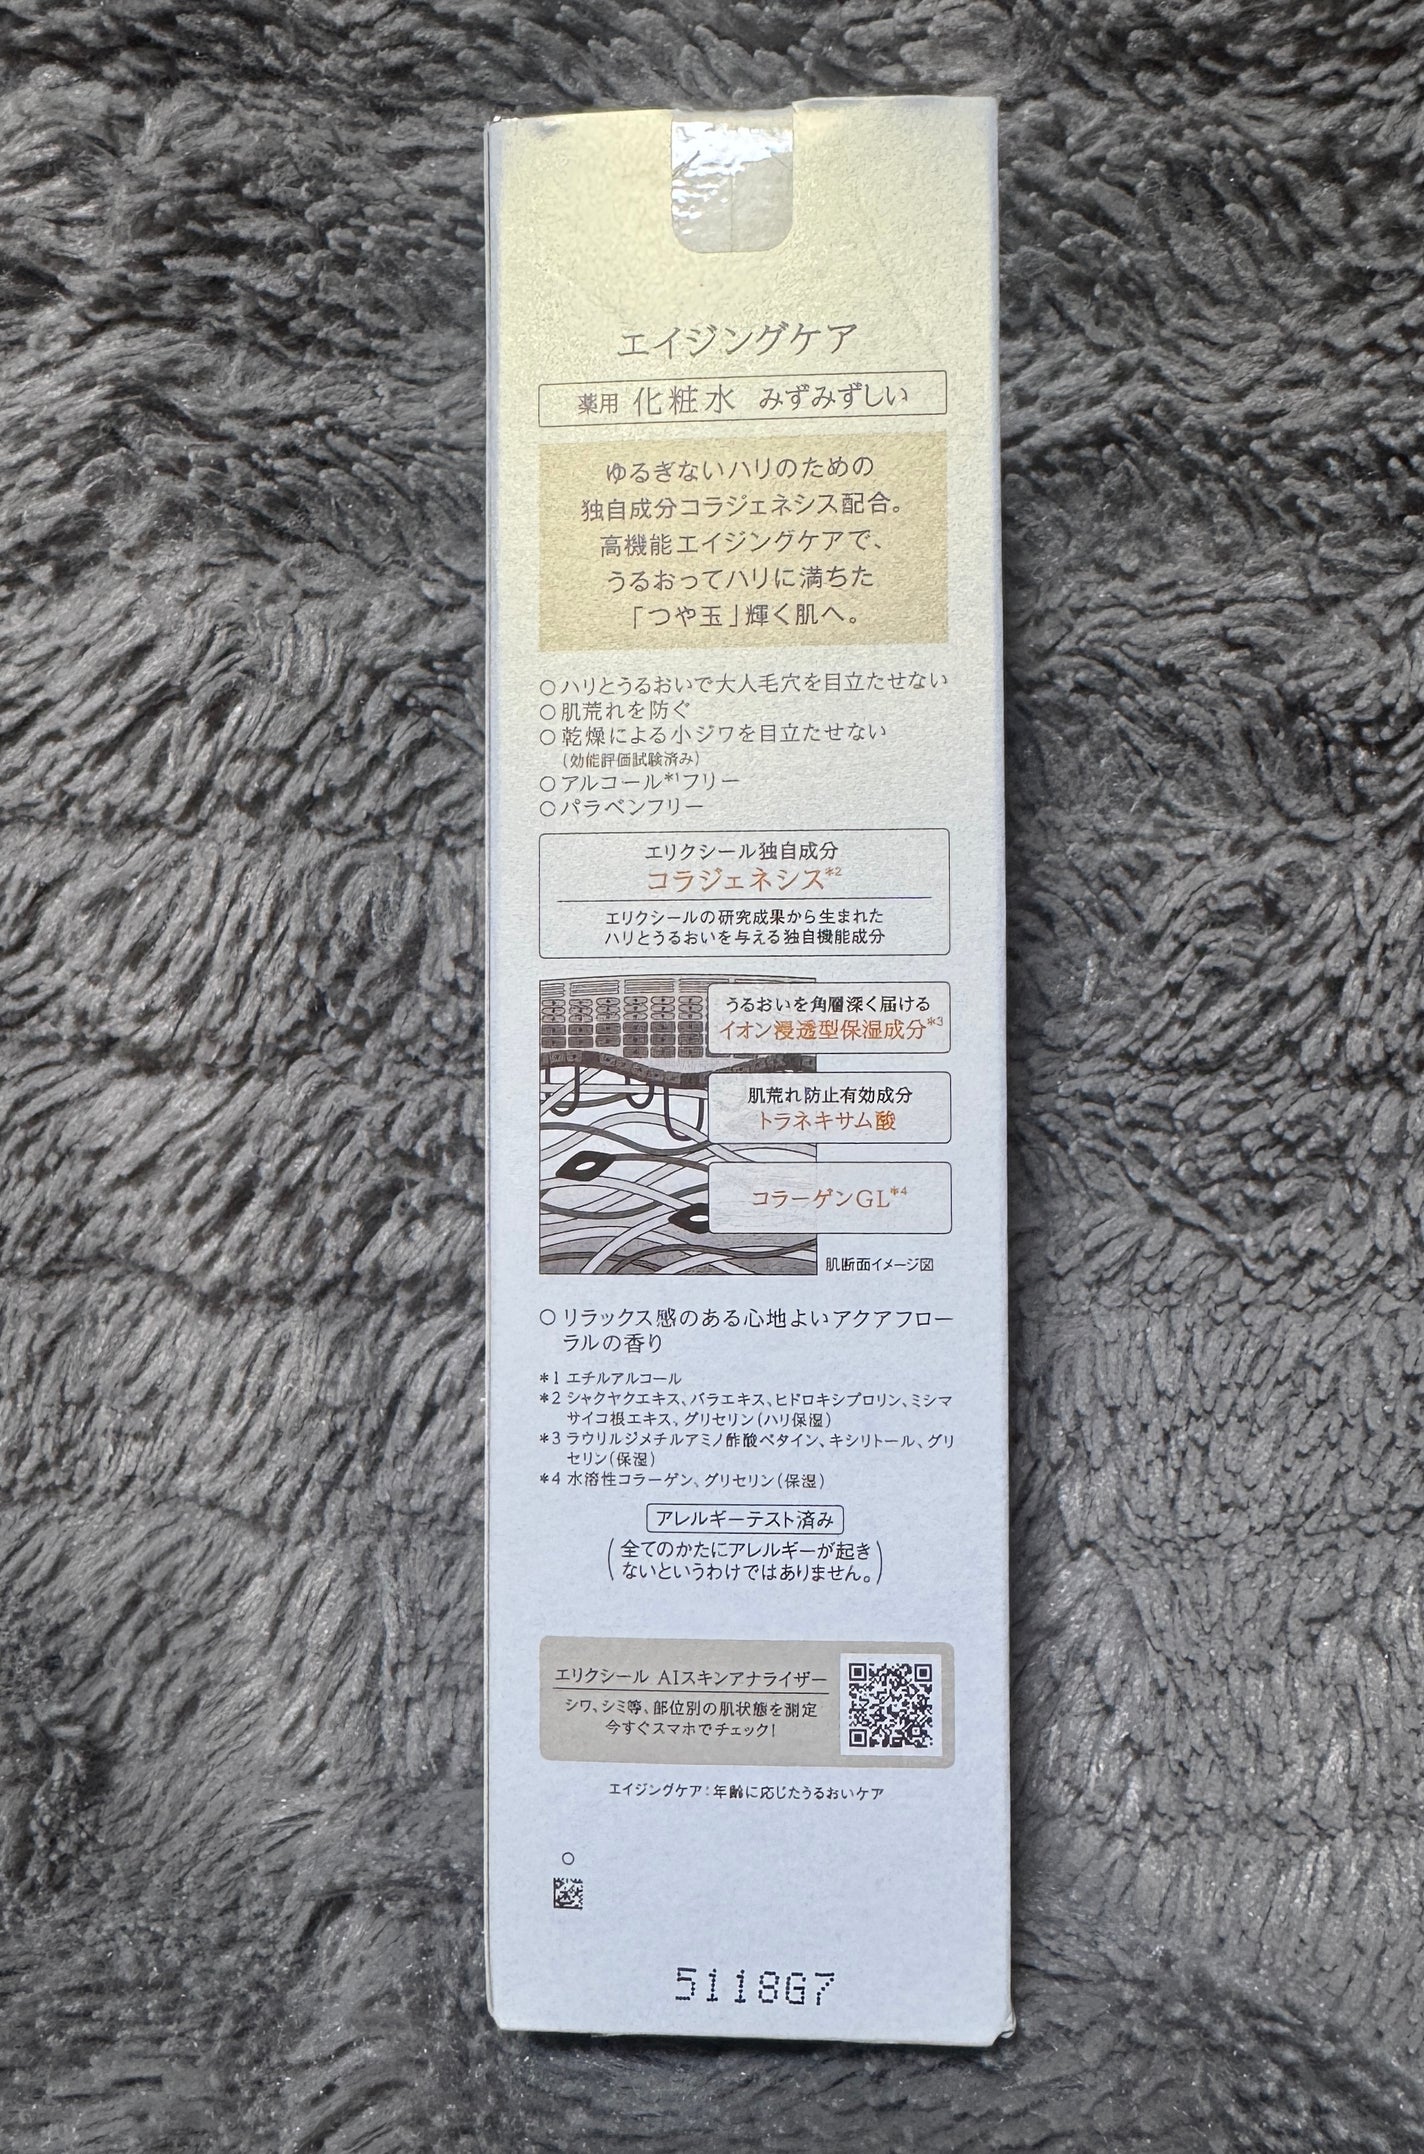 エイジングケア
薬用 化粧水 みずみずしい
ゆるぎないハリのための
独自成分コラジェネシス配合。
高機能エイジングケアで、
うるおってハリに満ちた
「つや玉」輝く肌へ。
○ハリとうるおいで大人毛穴を目立たせない
○肌荒れを防ぐ
○乾燥による小ジワを目立たせない
(効能評価試験済み)
○アルコール*1フリー
○パラベンフリー
エリクシール独自成分
コラジェネシス*2
エリクシールの研究成果から生まれた
ハリとうるおいを与える独自機能成分
うるおいを角層深く届ける
イオン浸透型保湿成分*3
肌荒れ防止有効成分
トラネキサム酸
コラーゲンGL*4
肌断面イメージ図
○リラックス感のある心地よいアクアフロー
ラルの香り
*1 エチルアルコール
*2 シャクヤクエキス、バラエキス、ヒドロキシプロリン、ミシマ
サイコ根エキス、グリセリン(ハリ保湿)
*3 ラウリルジメチルアミノ酢酸ベタイン、キシリトール、グリ
セリン(保湿)
*4 水溶性コラーゲン、グリセリン(保湿)
アレルギーテスト済み
(全てのかたにアレルギーが起き
ないというわけではありません。)
エリクシール AIスキンアナライザー
シワ、シミ等、部位別の肌状態を測定
今すぐスマホでチェック!
エイジングケア:年齢に応じたうるおいケア
5118G7